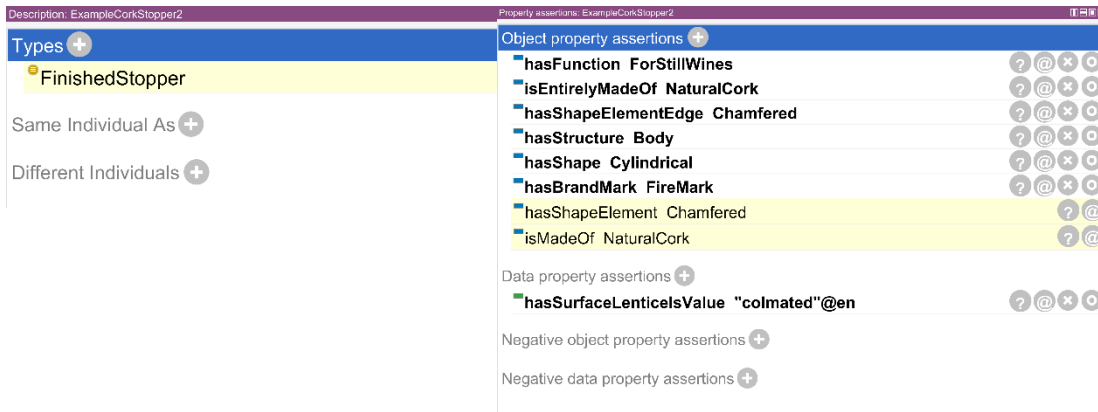 Description: ExampleCorkStopper2
Types
FinishedStopper
Same Individual As
Different Individuals
Property assertions: ExampleCorkStopper2
Object property assertions
hasFunction ForStillWines
isEntirelyMadeOf NaturalCork
hasShapeElementEdge Chamfered
hasStructure Body
hasShape Cylindrical
hasBrandMark FireMark
hasShapeElement Chamfered
isMadeOf NaturalCork
Data property assertions
hasSurfaceLenticelsValue "colmated"@en
Negative object property assertions
Negative data property assertions